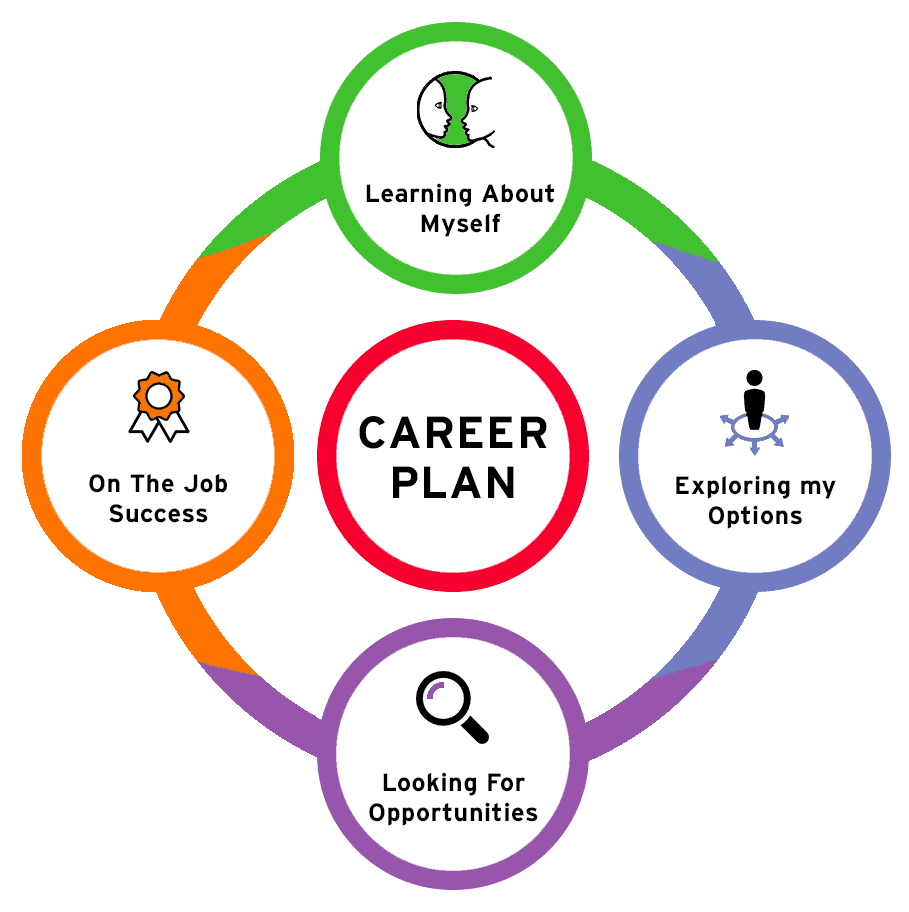 Learning About
Myself
On The Job
Success
CAREER
PLAN
Exploring my
Options
Looking For
Opportunities